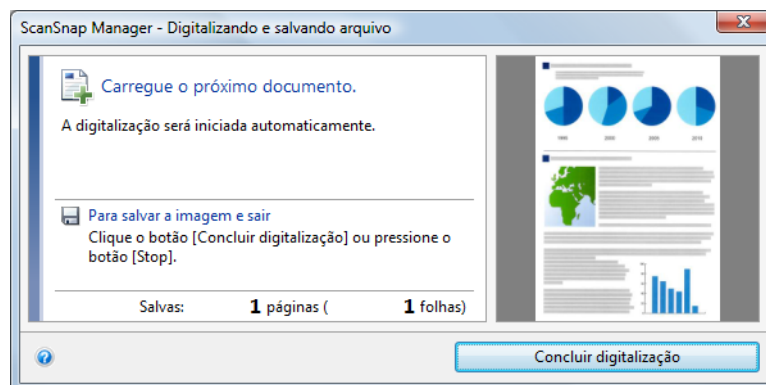 ScanSnap Manager - Digitalizando e salvando arquivo
Carregue o próximo documento.
A digitalização será iniciada automaticamente.
Para salvar a imagem e sair
Clique o botão [Concluir digitalização] ou pressione o
botão [Stop].
Salvas: 1 páginas ( 1 folhas)
Concluir digitalização